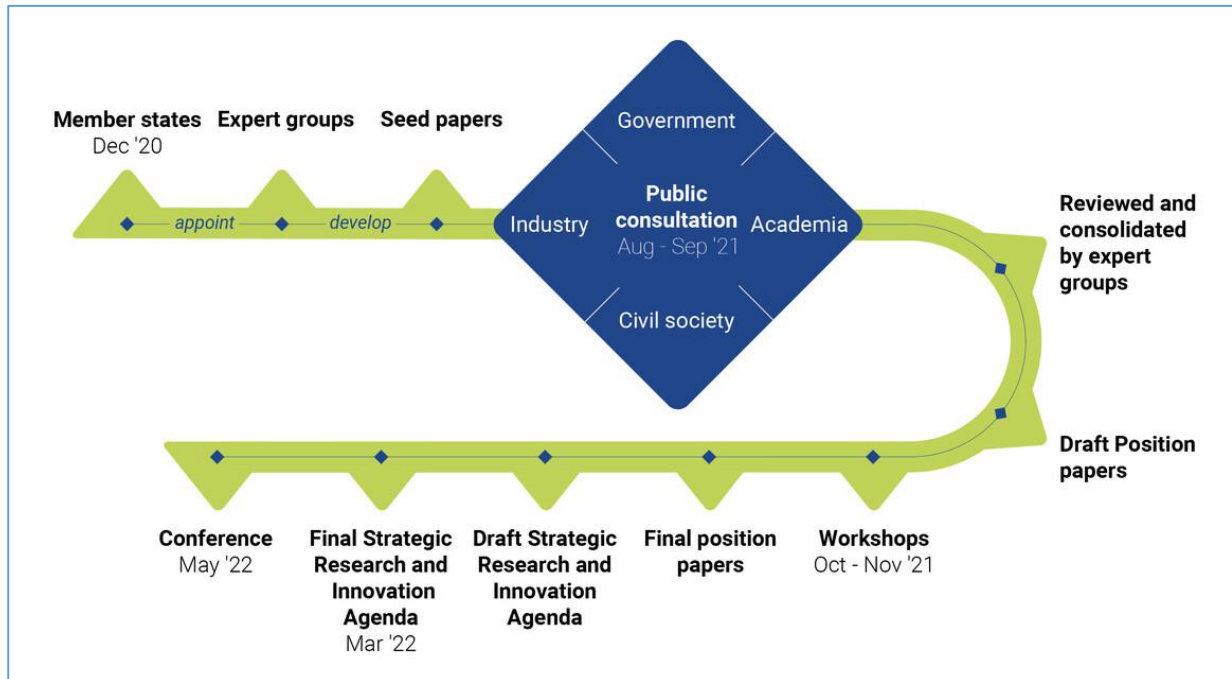 Member states
Dec '20
Expert groups
Seed papers
appoint
develop
Government
Industry
Public
consultation
Aug - Sep '21
Academia
Civil society
Reviewed and
consolidated
by expert
groups
Draft Position
papers
Workshops
Oct - Nov '21
Final position
papers
Draft Strategic
Research and
Innovation
Agenda
Final Strategic
Research and
Innovation
Agenda
Mar '22
Conference
May '22